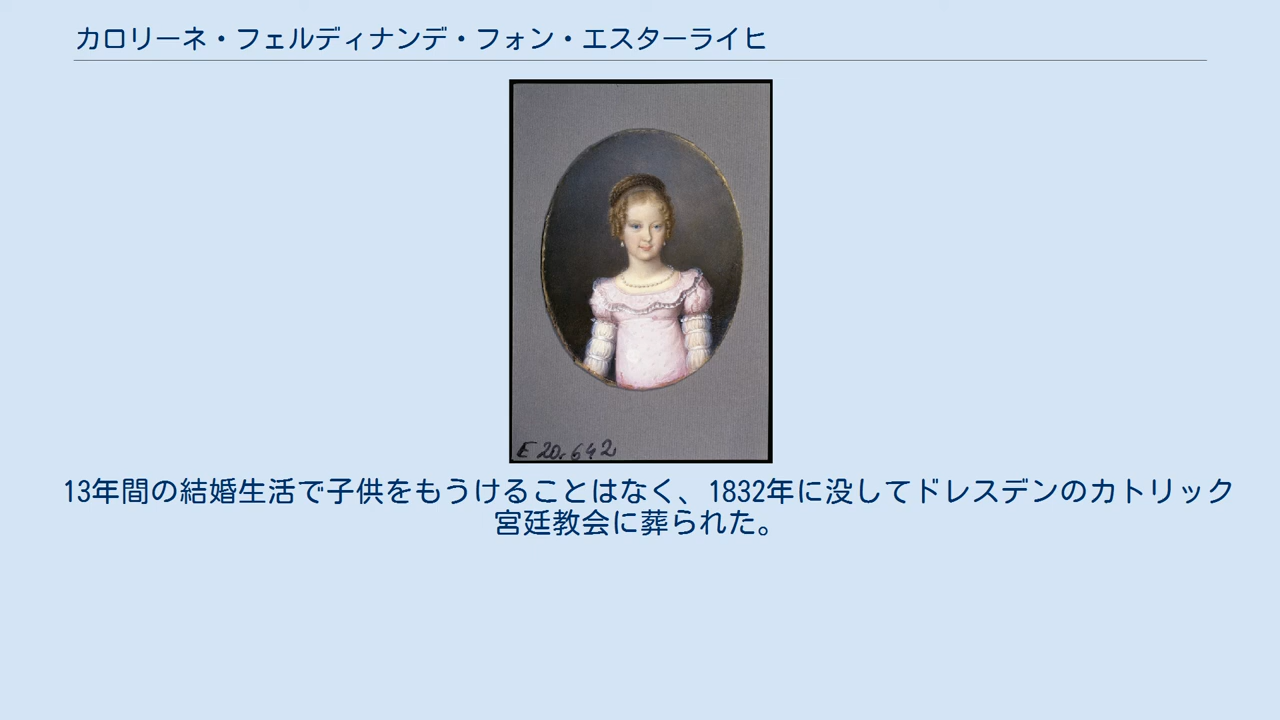 カロリーネ・フェルディナンデ・フォン・エスターライヒ
E 20.642
13年間の結婚生活で子供をもうけることはなく、1832年に没してドレスデンのカトリック
宮廷教会に葬られた。